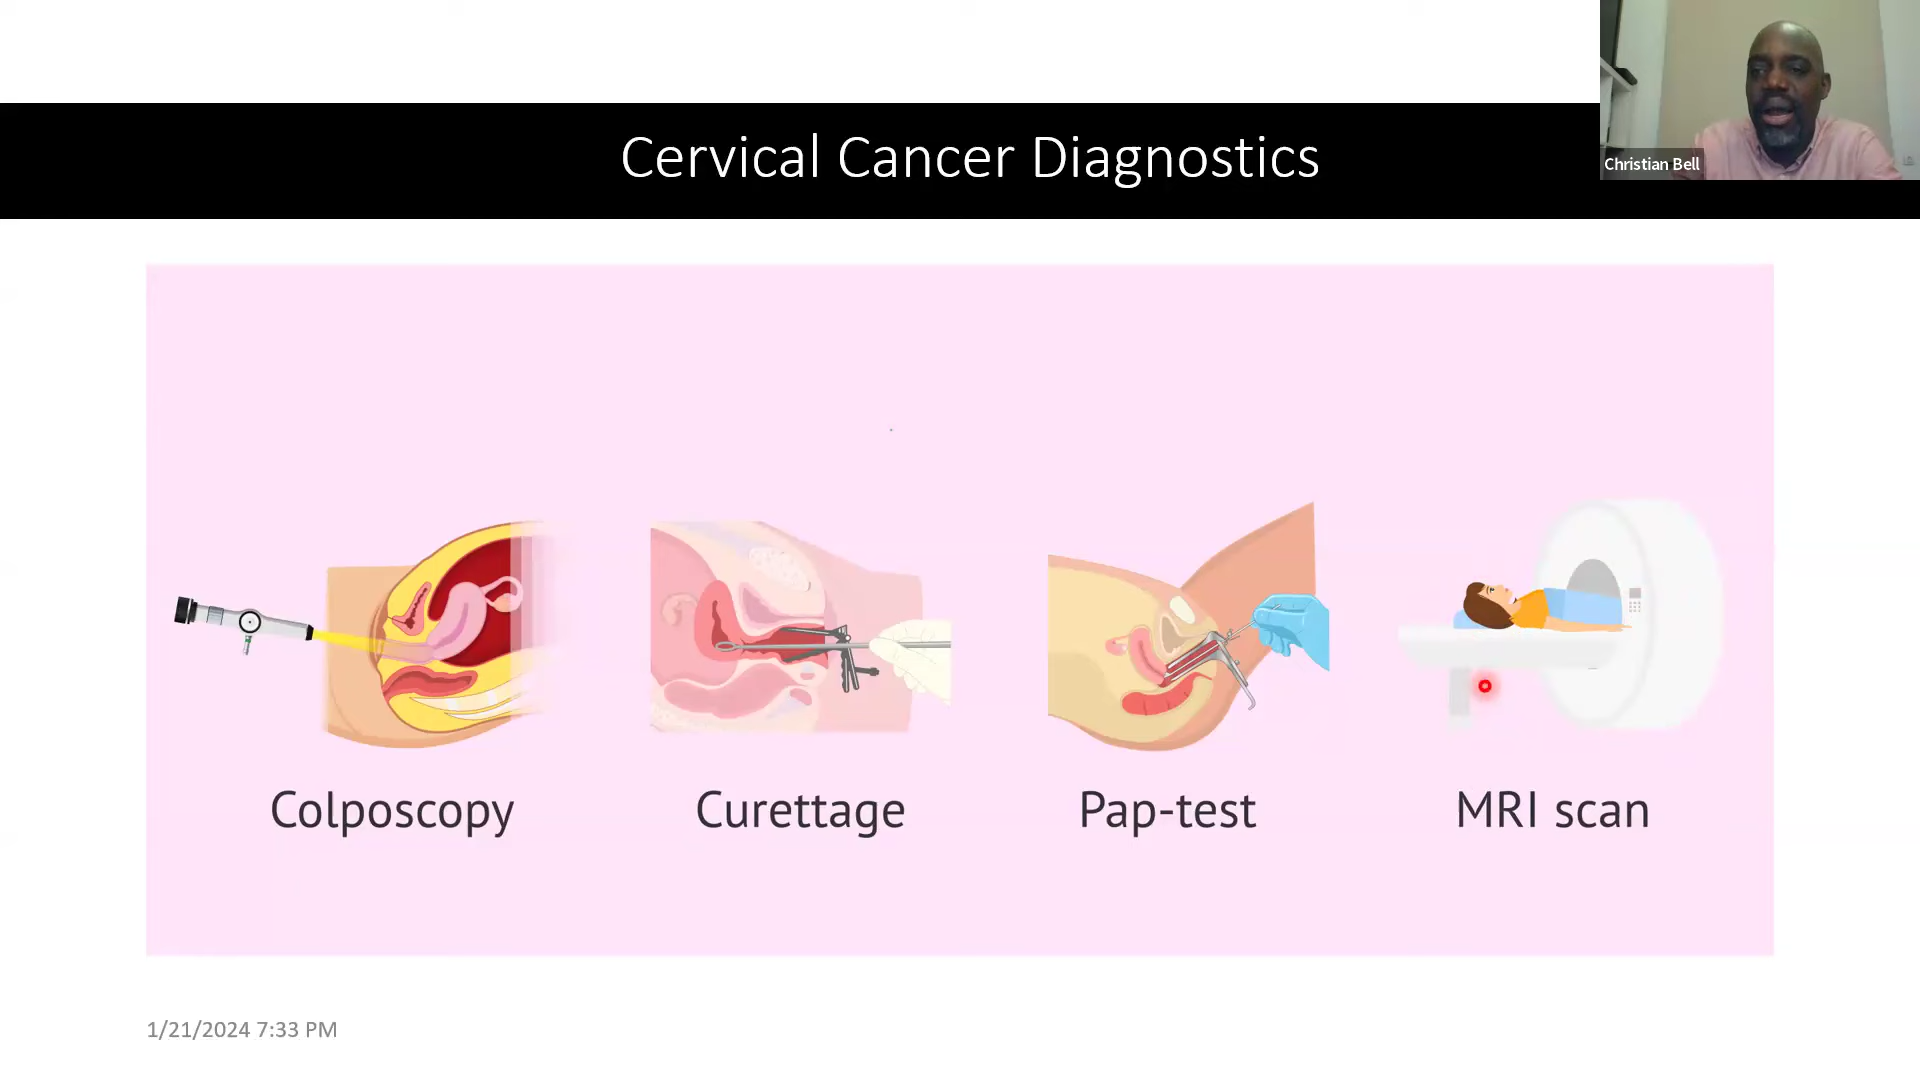 Cervical Cancer Diagnostics
Christian Bell
Colposcopy
Curettage
Pap-test
MRI scan
1/21/2024 7:33 PM